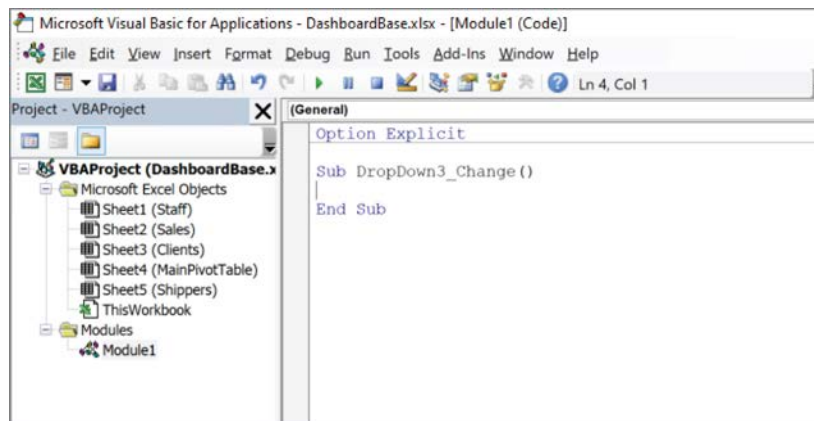 Microsoft Visual Basic for Applications - DashboardBase.xlsx - [Module1 (Code)]
File Edit View Insert Format Debug Run Tools Add-Ins Window Help
Ln 4, Col 1
Project - VBAProject
VBAProject (DashboardBase.x
Microsoft Excel Objects
Sheet1 (Staff)
Sheet2 (Sales)
Sheet3 (Clients)
Sheet4 (MainPivotTable)
Sheet5 (Shippers)
ThisWorkbook
Modules
Module1
(General)
Option Explicit
Sub DropDown3_Change()
End Sub